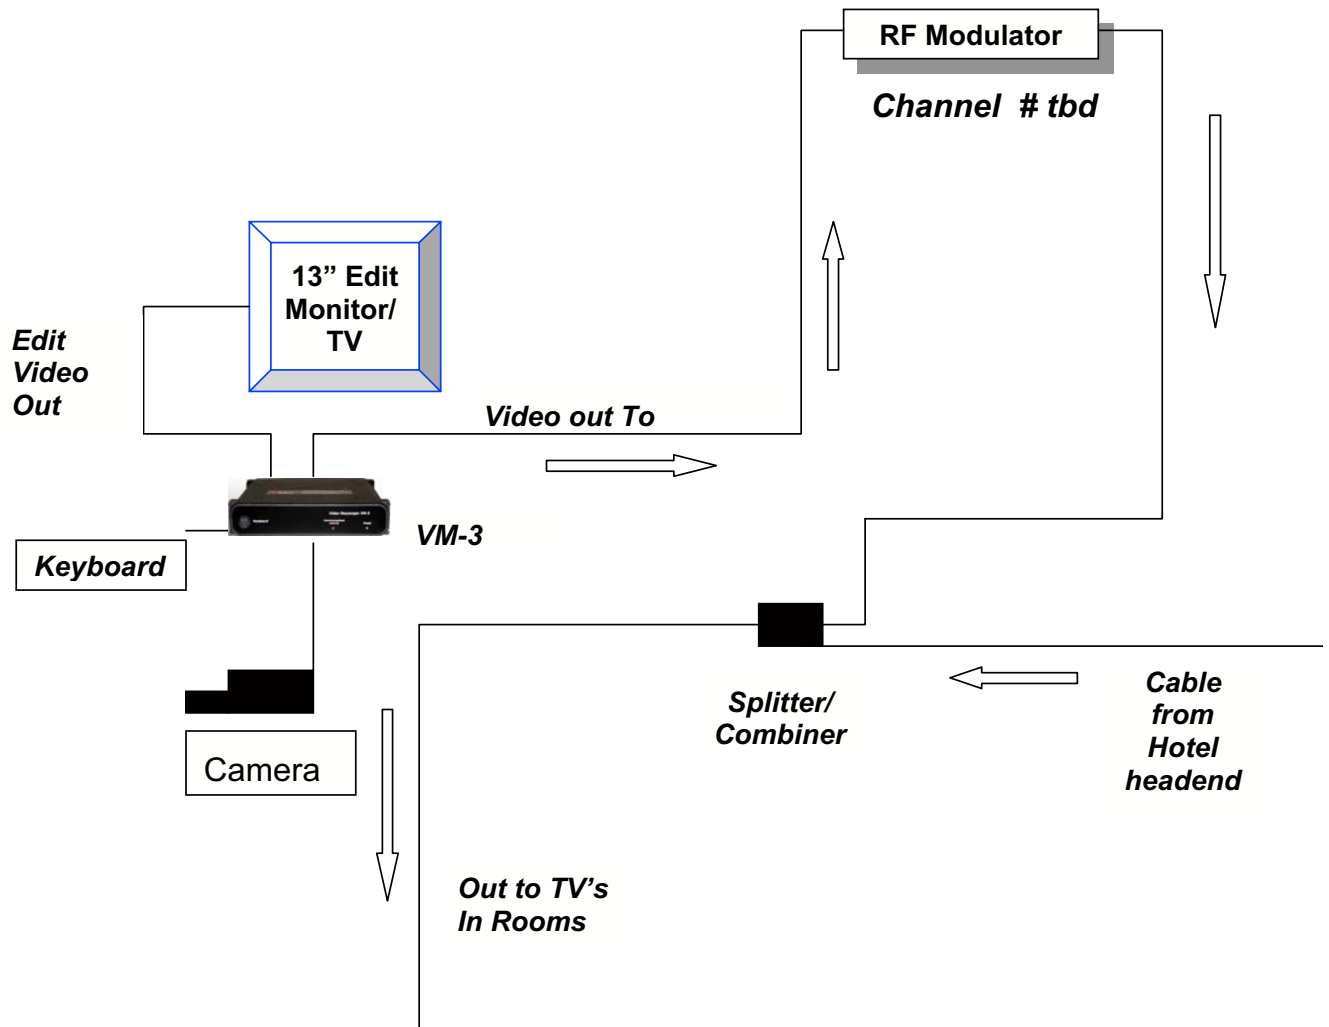 RF Modulator
Channel # tbd
13” Edit
Monitor/
TV
Edit
Video
Out
Video out To
VM-3
Keyboard
Camera
Splitter/
Combiner
Cable
from
Hotel
headend
Out to TV's
In Rooms